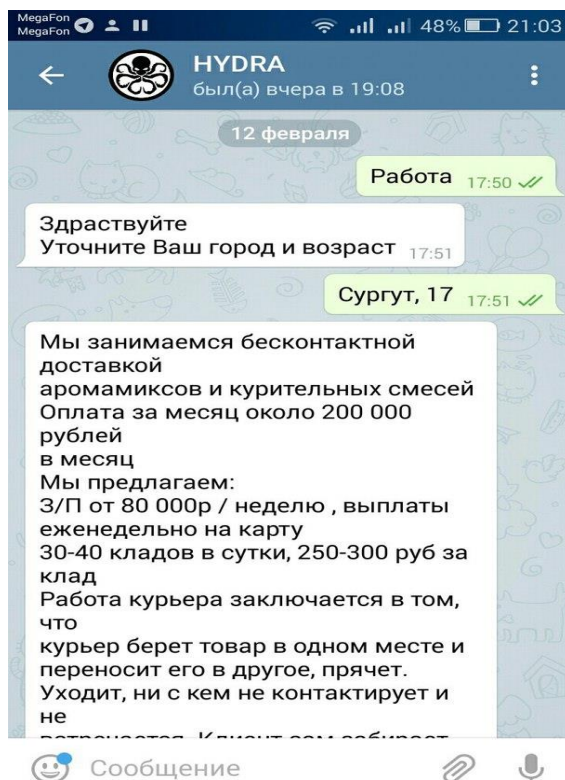 MegaFon
MegaFon
48% 21:03
HYDRA
был(а) вчера в 19:08
12 февраля
Работа 17:50
Здраствуйте
Уточните Ваш город и возраст 17:51
Сургут, 17 17:51
Мы занимаемся бесконтактной
доставкой
аромамиксов и курительных смесей
Оплата за месяц около 200 000
рублей
в месяц
Мы предлагаем:
З/П от 80 000р / неделю , выплаты
еженедельно на карту
30-40 кладов в сутки, 250-300 руб за
клад
Работа курьера заключается в том,
что
курьер берет товар в одном месте и
переносит его в другое, прячет.
Уходит, ни с кем не контактирует и
не
встречается. Клиент сам собирает
Сообщение